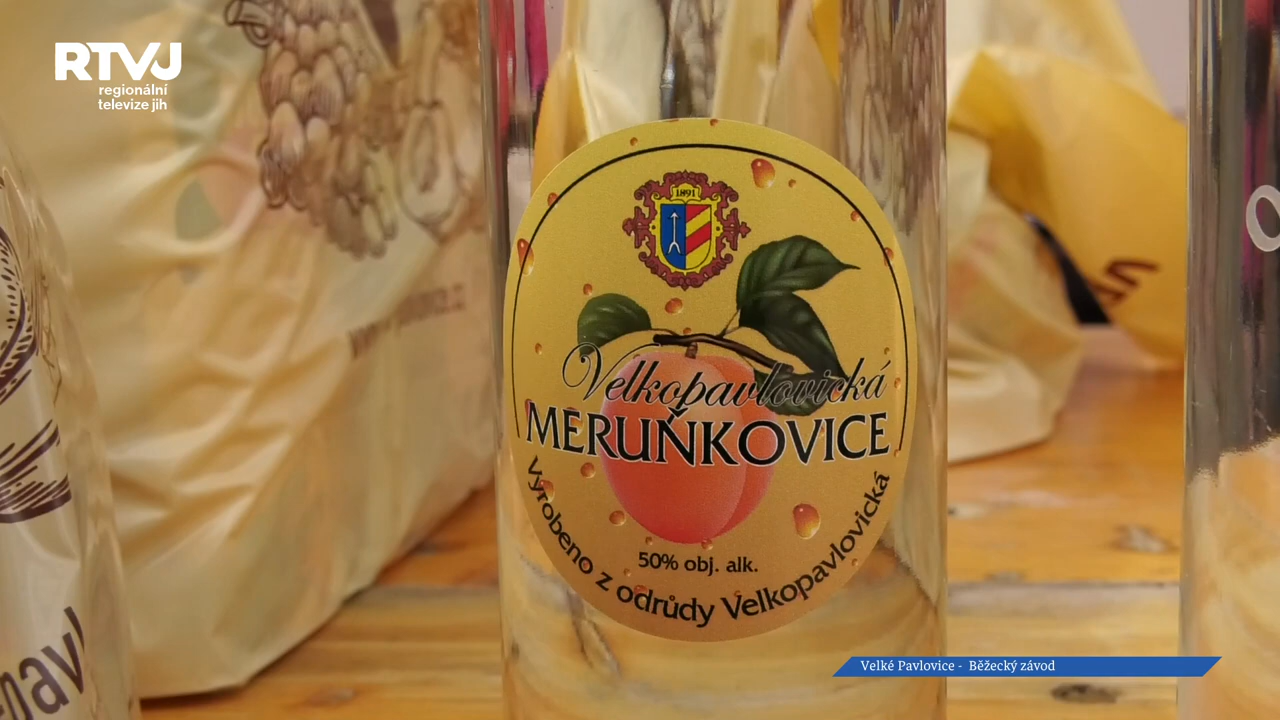 RTVJ
regionální
televize jih
1891
Velkopavlovická
MERUŇKOVICE
50% obj. alk.
Vyrobeno z odrůdy Velkopavlovická
Velké Pavlovice - Běžecký závod